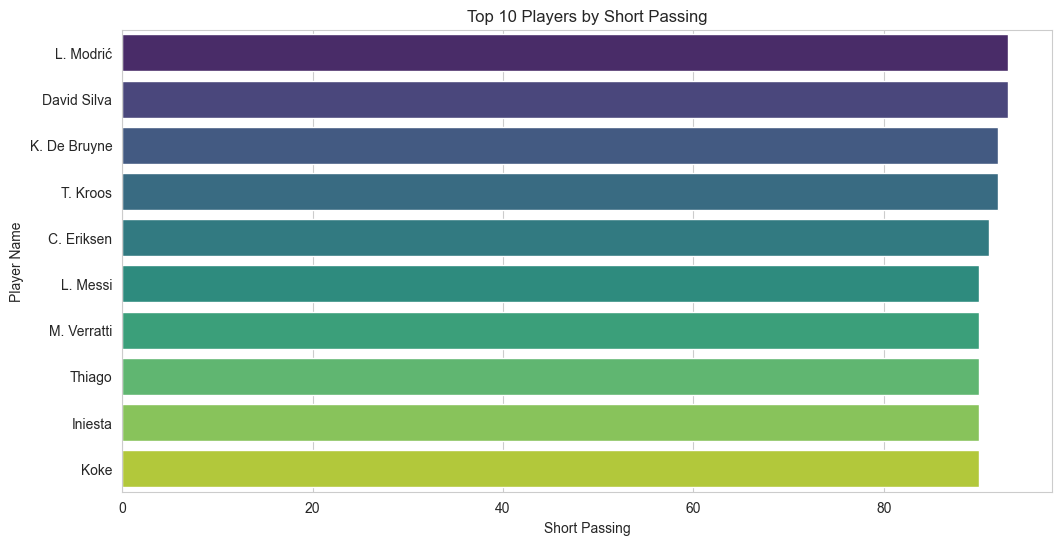 Top 10 Players by Short Passing
Player Name
L. Modrić
David Silva
K. De Bruyne
T. Kroos
C. Eriksen
L. Messi
M. Verratti
Thiago
Iniesta
Koke
0 20 40 60 80
Short Passing